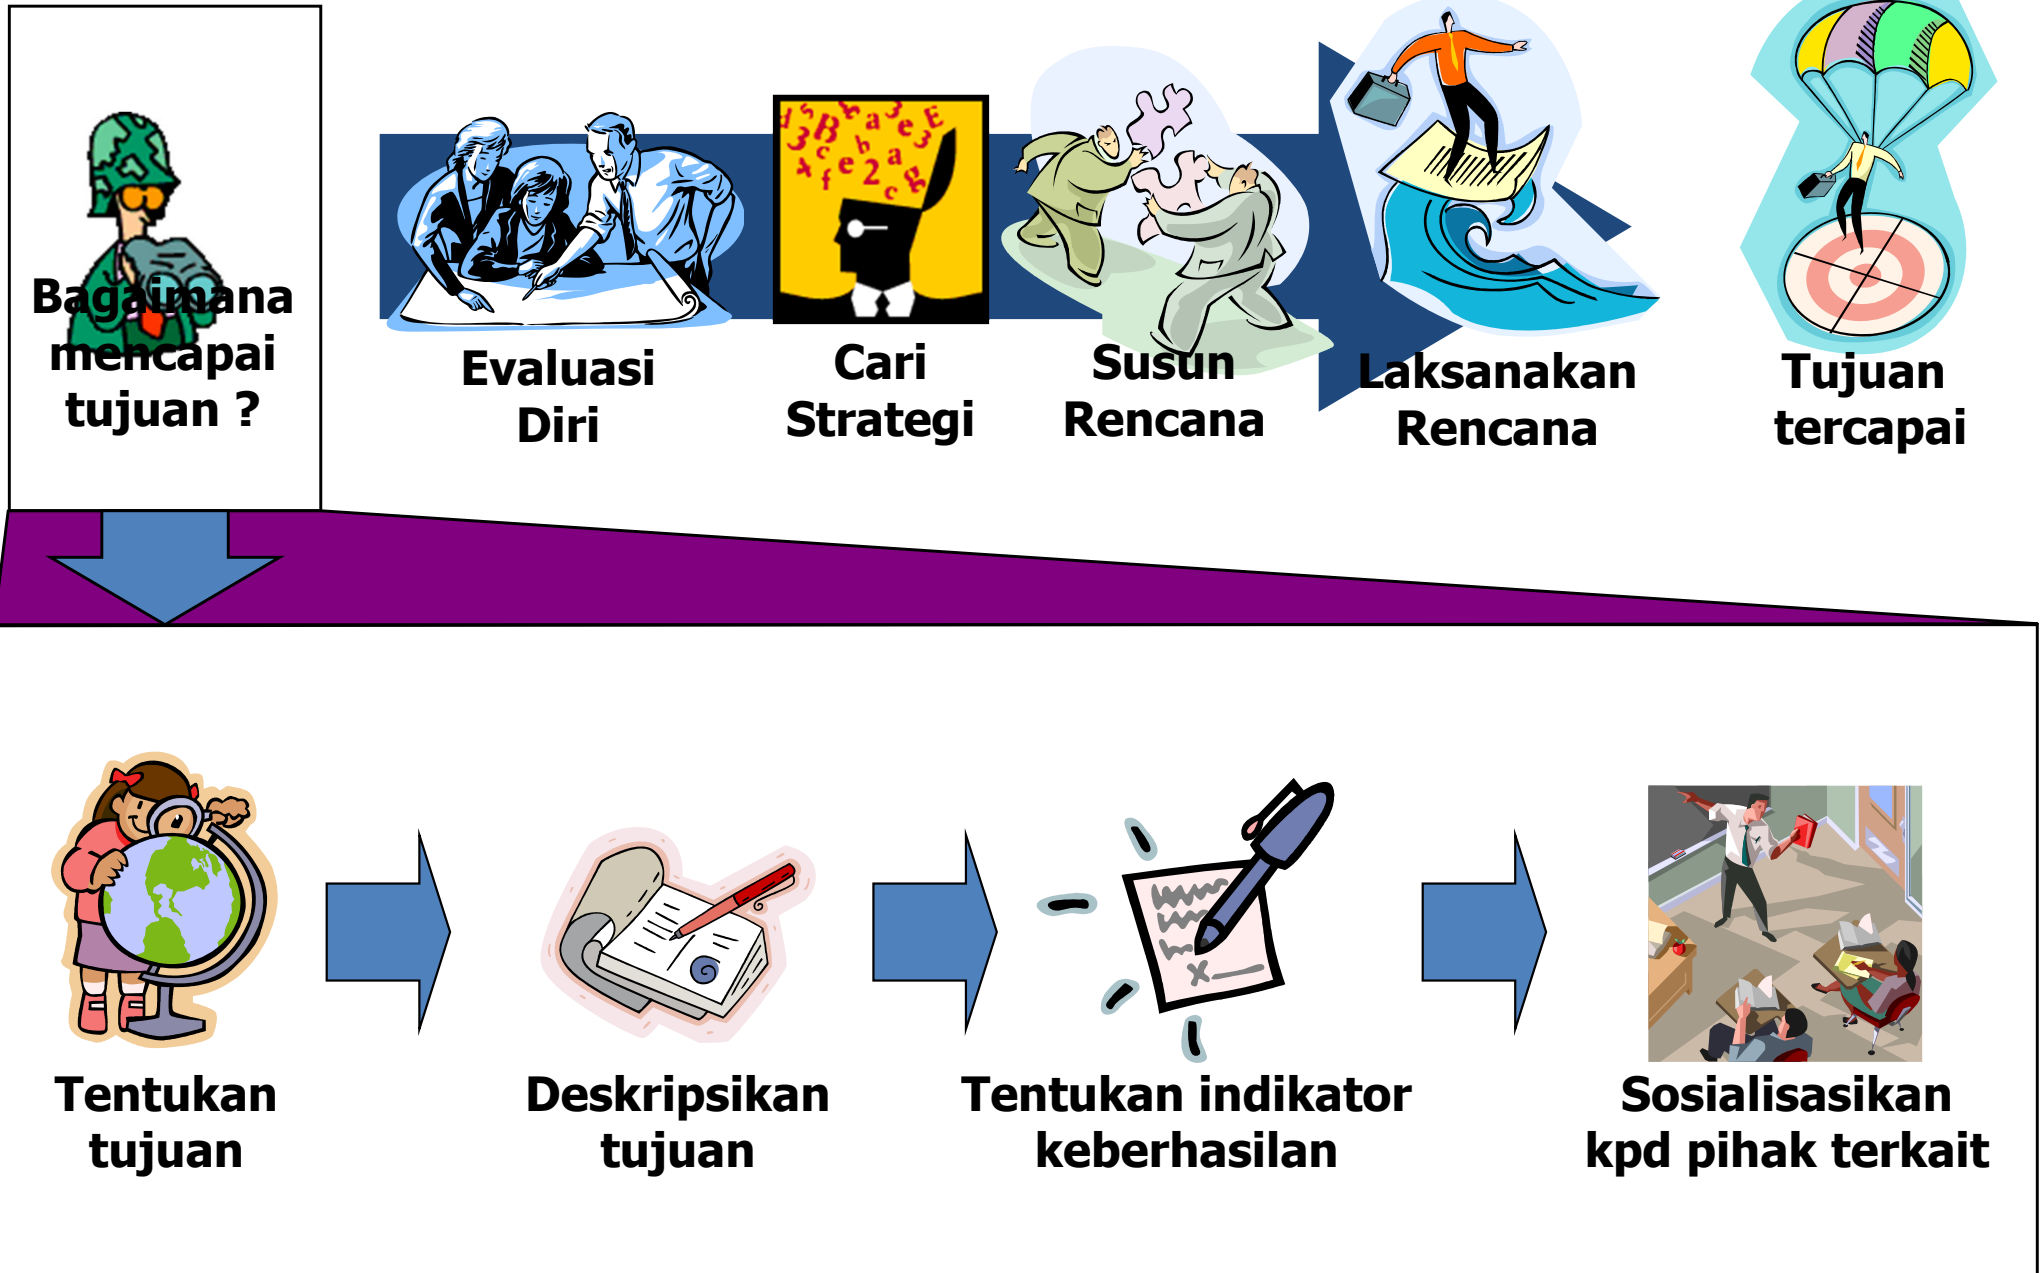 Bagaimana
mencapai
tujuan ?
Evaluasi
Diri
Cari
Strategi
Susun
Rencana
Laksanakan
Rencana
Tujuan
tercapai
Tentukan
tujuan
Deskripsikan
tujuan
Tentukan indikator
keberhasilan
Sosialisasikan
kpd pihak terkait